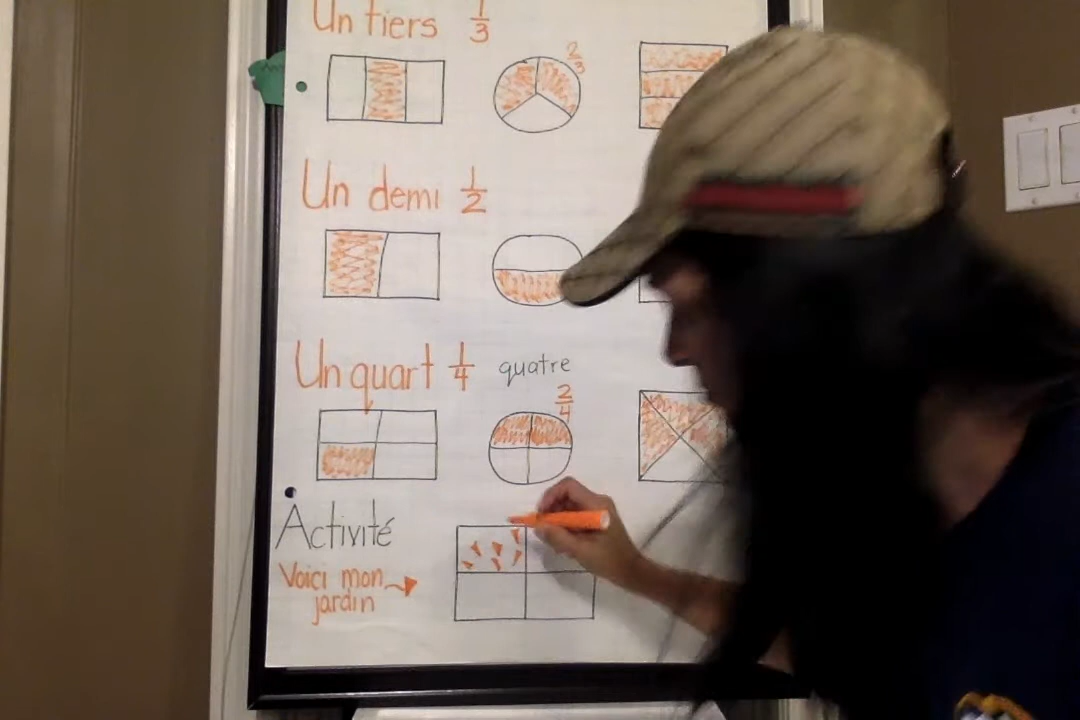 Un tiers 1/3
2/3
Un demi 1/2
Un quart 1/4 quatre
2/4
Activité
Voici mon
jardin